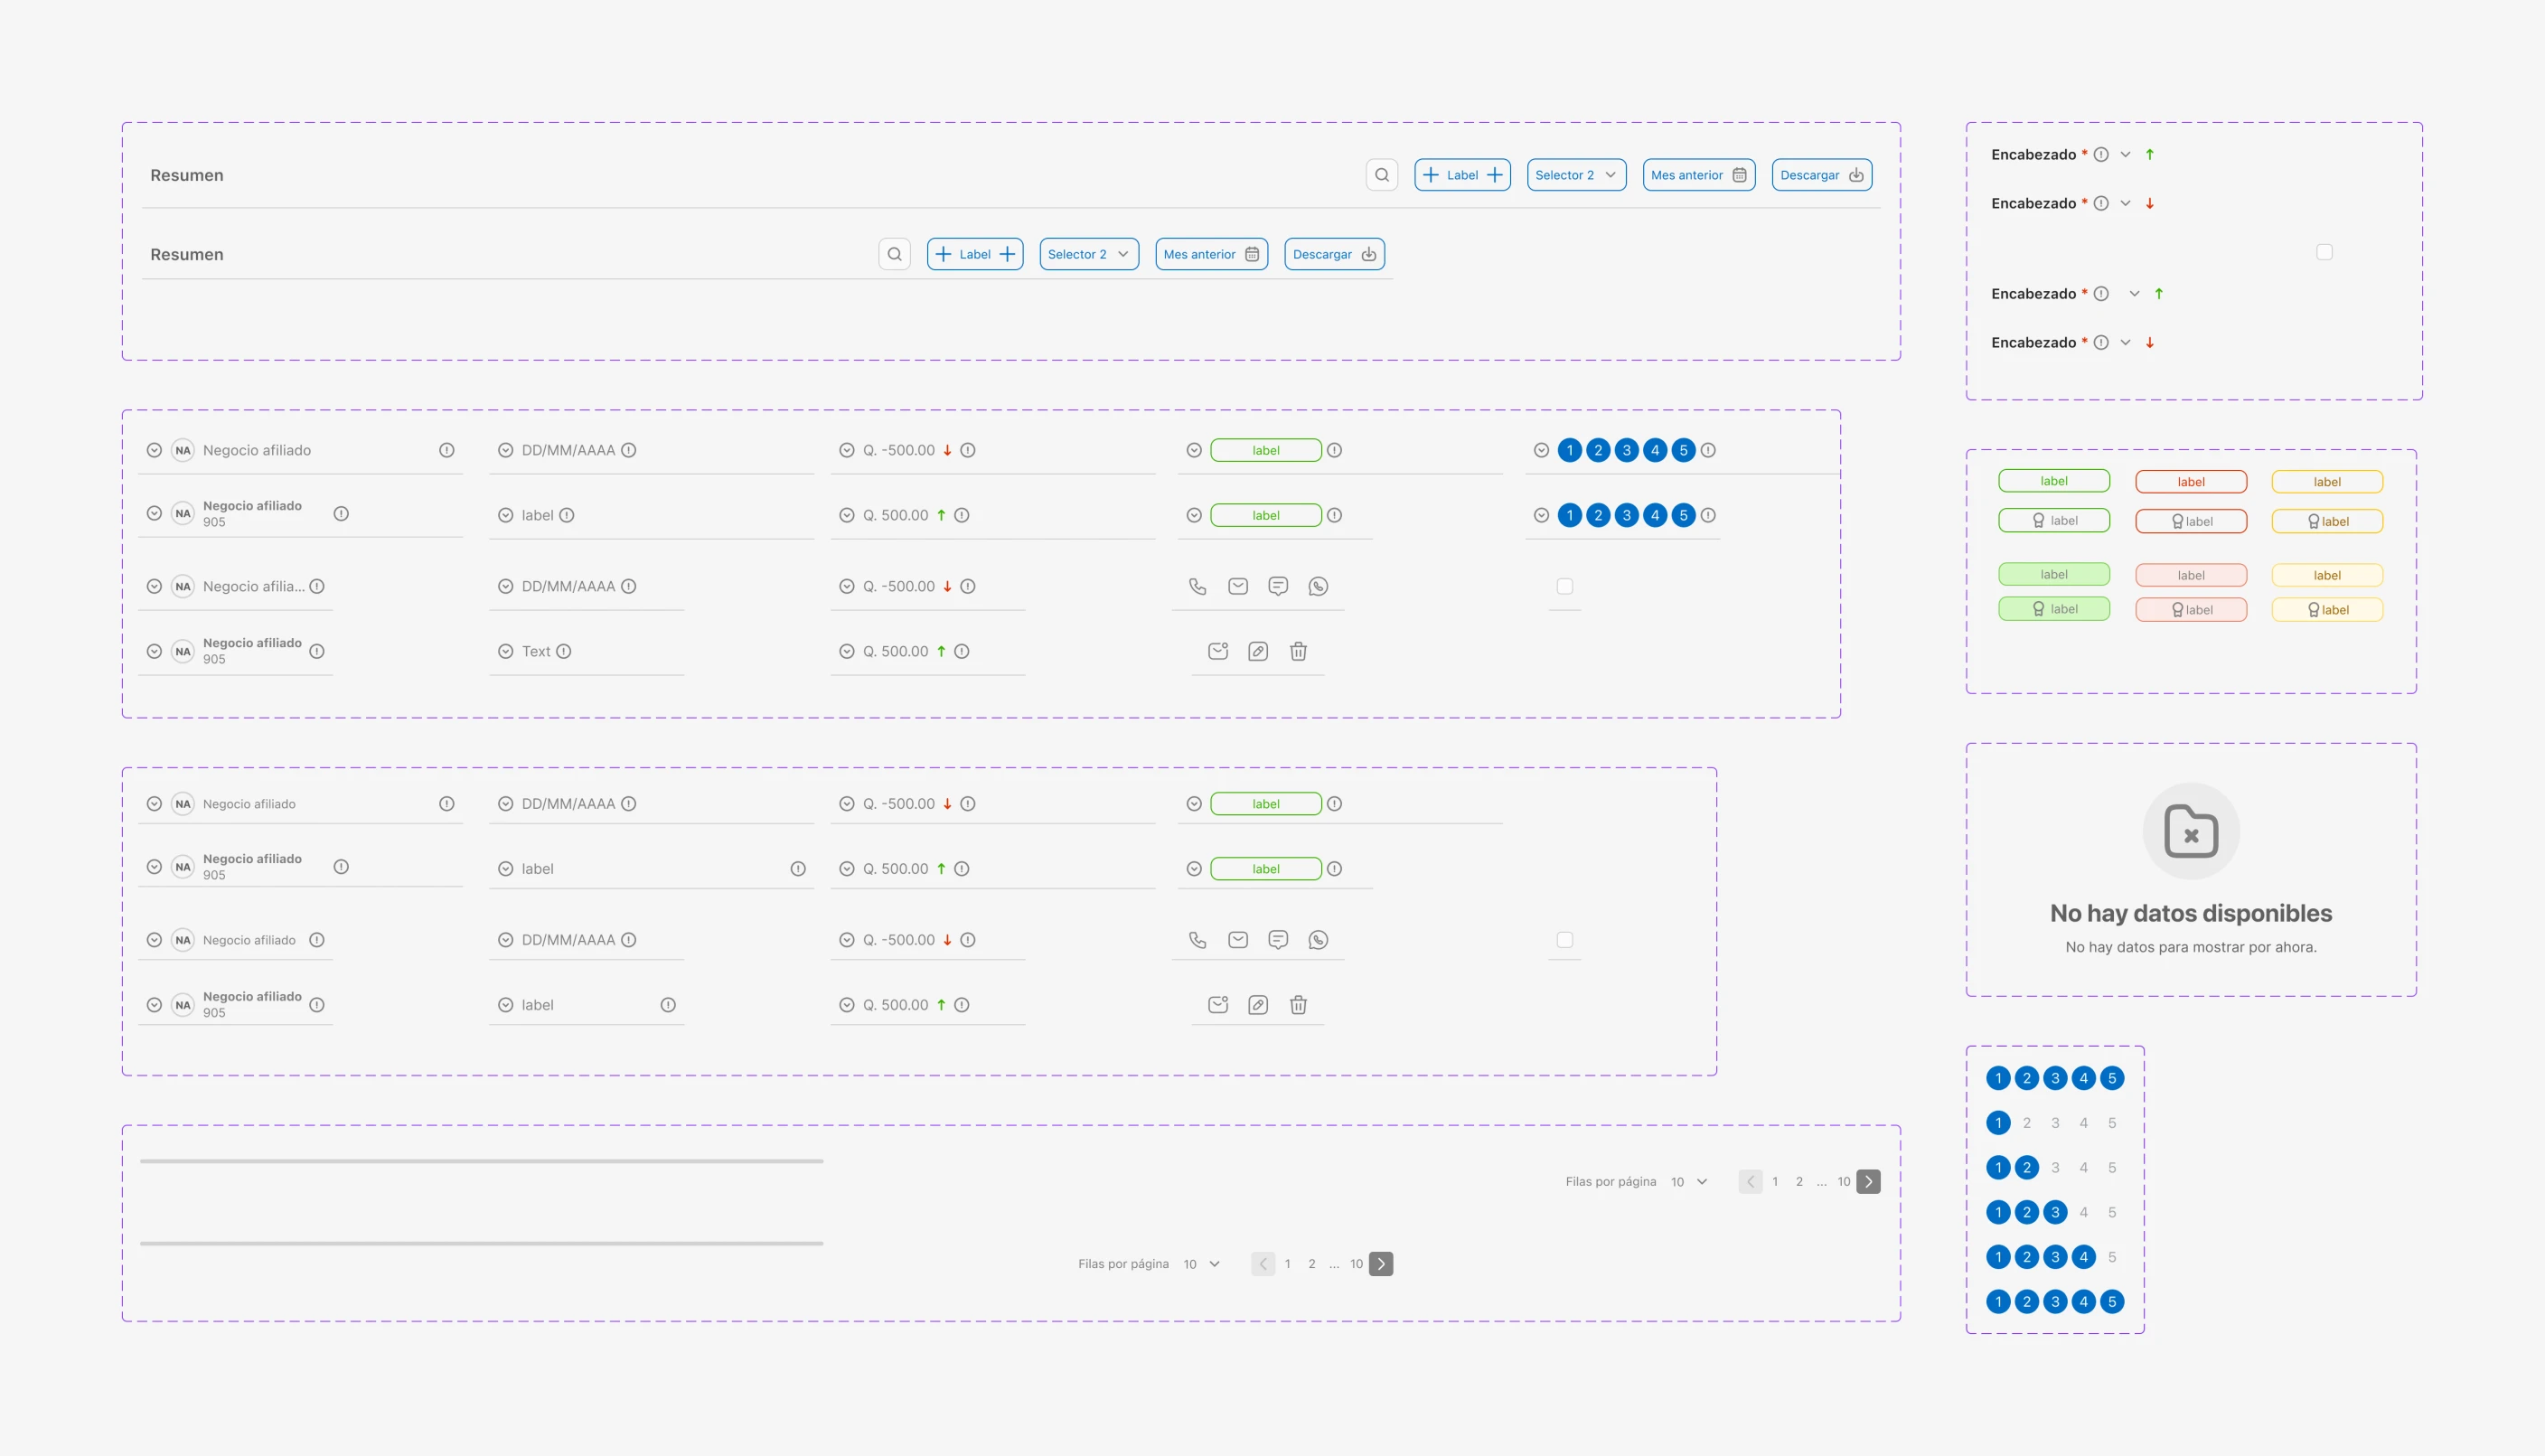 Resumen Label Selector 2 Mes anterior Descargar
Resumen Label Selector 2 Mes anterior Descargar
NA Negocio afiliado DD/MM/AAAA Q. -500.00 label 1 2 3 4 5
NA Negocio afiliado 905 label Q. 500.00 label 1 2 3 4 5
NA Negocio afilia... DD/MM/AAAA Q. -500.00
NA Negocio afiliado 905 Text Q. 500.00
NA Negocio afiliado DD/MM/AAAA Q. -500.00 label
NA Negocio afiliado 905 label Q. 500.00 label
NA Negocio afiliado DD/MM/AAAA Q. -500.00
NA Negocio afiliado 905 label Q. 500.00
Filas por página 10 1 2 ... 10
Filas por página 10 1 2 ... 10
Encabezado *
Encabezado *
Encabezado *
Encabezado *
label label label
label label label
label label label
label label label
No hay datos disponibles
No hay datos para mostrar por ahora.
1 2 3 4 5
1 2 3 4 5
1 2 3 4 5
1 2 3 4 5
1 2 3 4 5
1 2 3 4 5